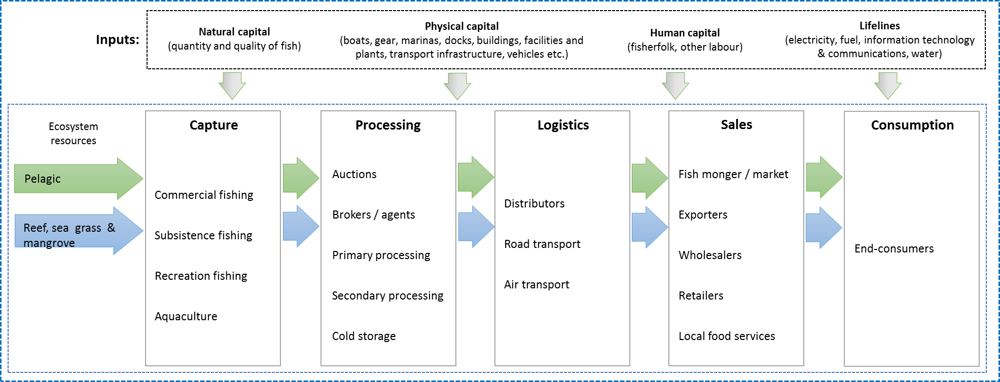 Inputs:
Natural capital
(quantity and quality of fish)
Physical capital
(boats, gear, marinas, docks, buildings, facilities and
plants, transport infrastructure, vehicles etc.)
Human capital
(fisherfolk, other labour)
Lifelines
(electricity, fuel, information technology
& communications, water)
Ecosystem
resources
Pelagic
Reef, sea grass &
mangrove
Capture
Commercial fishing
Subsistence fishing
Recreation fishing
Aquaculture
Processing
Auctions
Brokers / agents
Primary processing
Secondary processing
Cold storage
Logistics
Distributors
Road transport
Air transport
Sales
Fish monger / market
Exporters
Wholesalers
Retailers
Local food services
Consumption
End-consumers